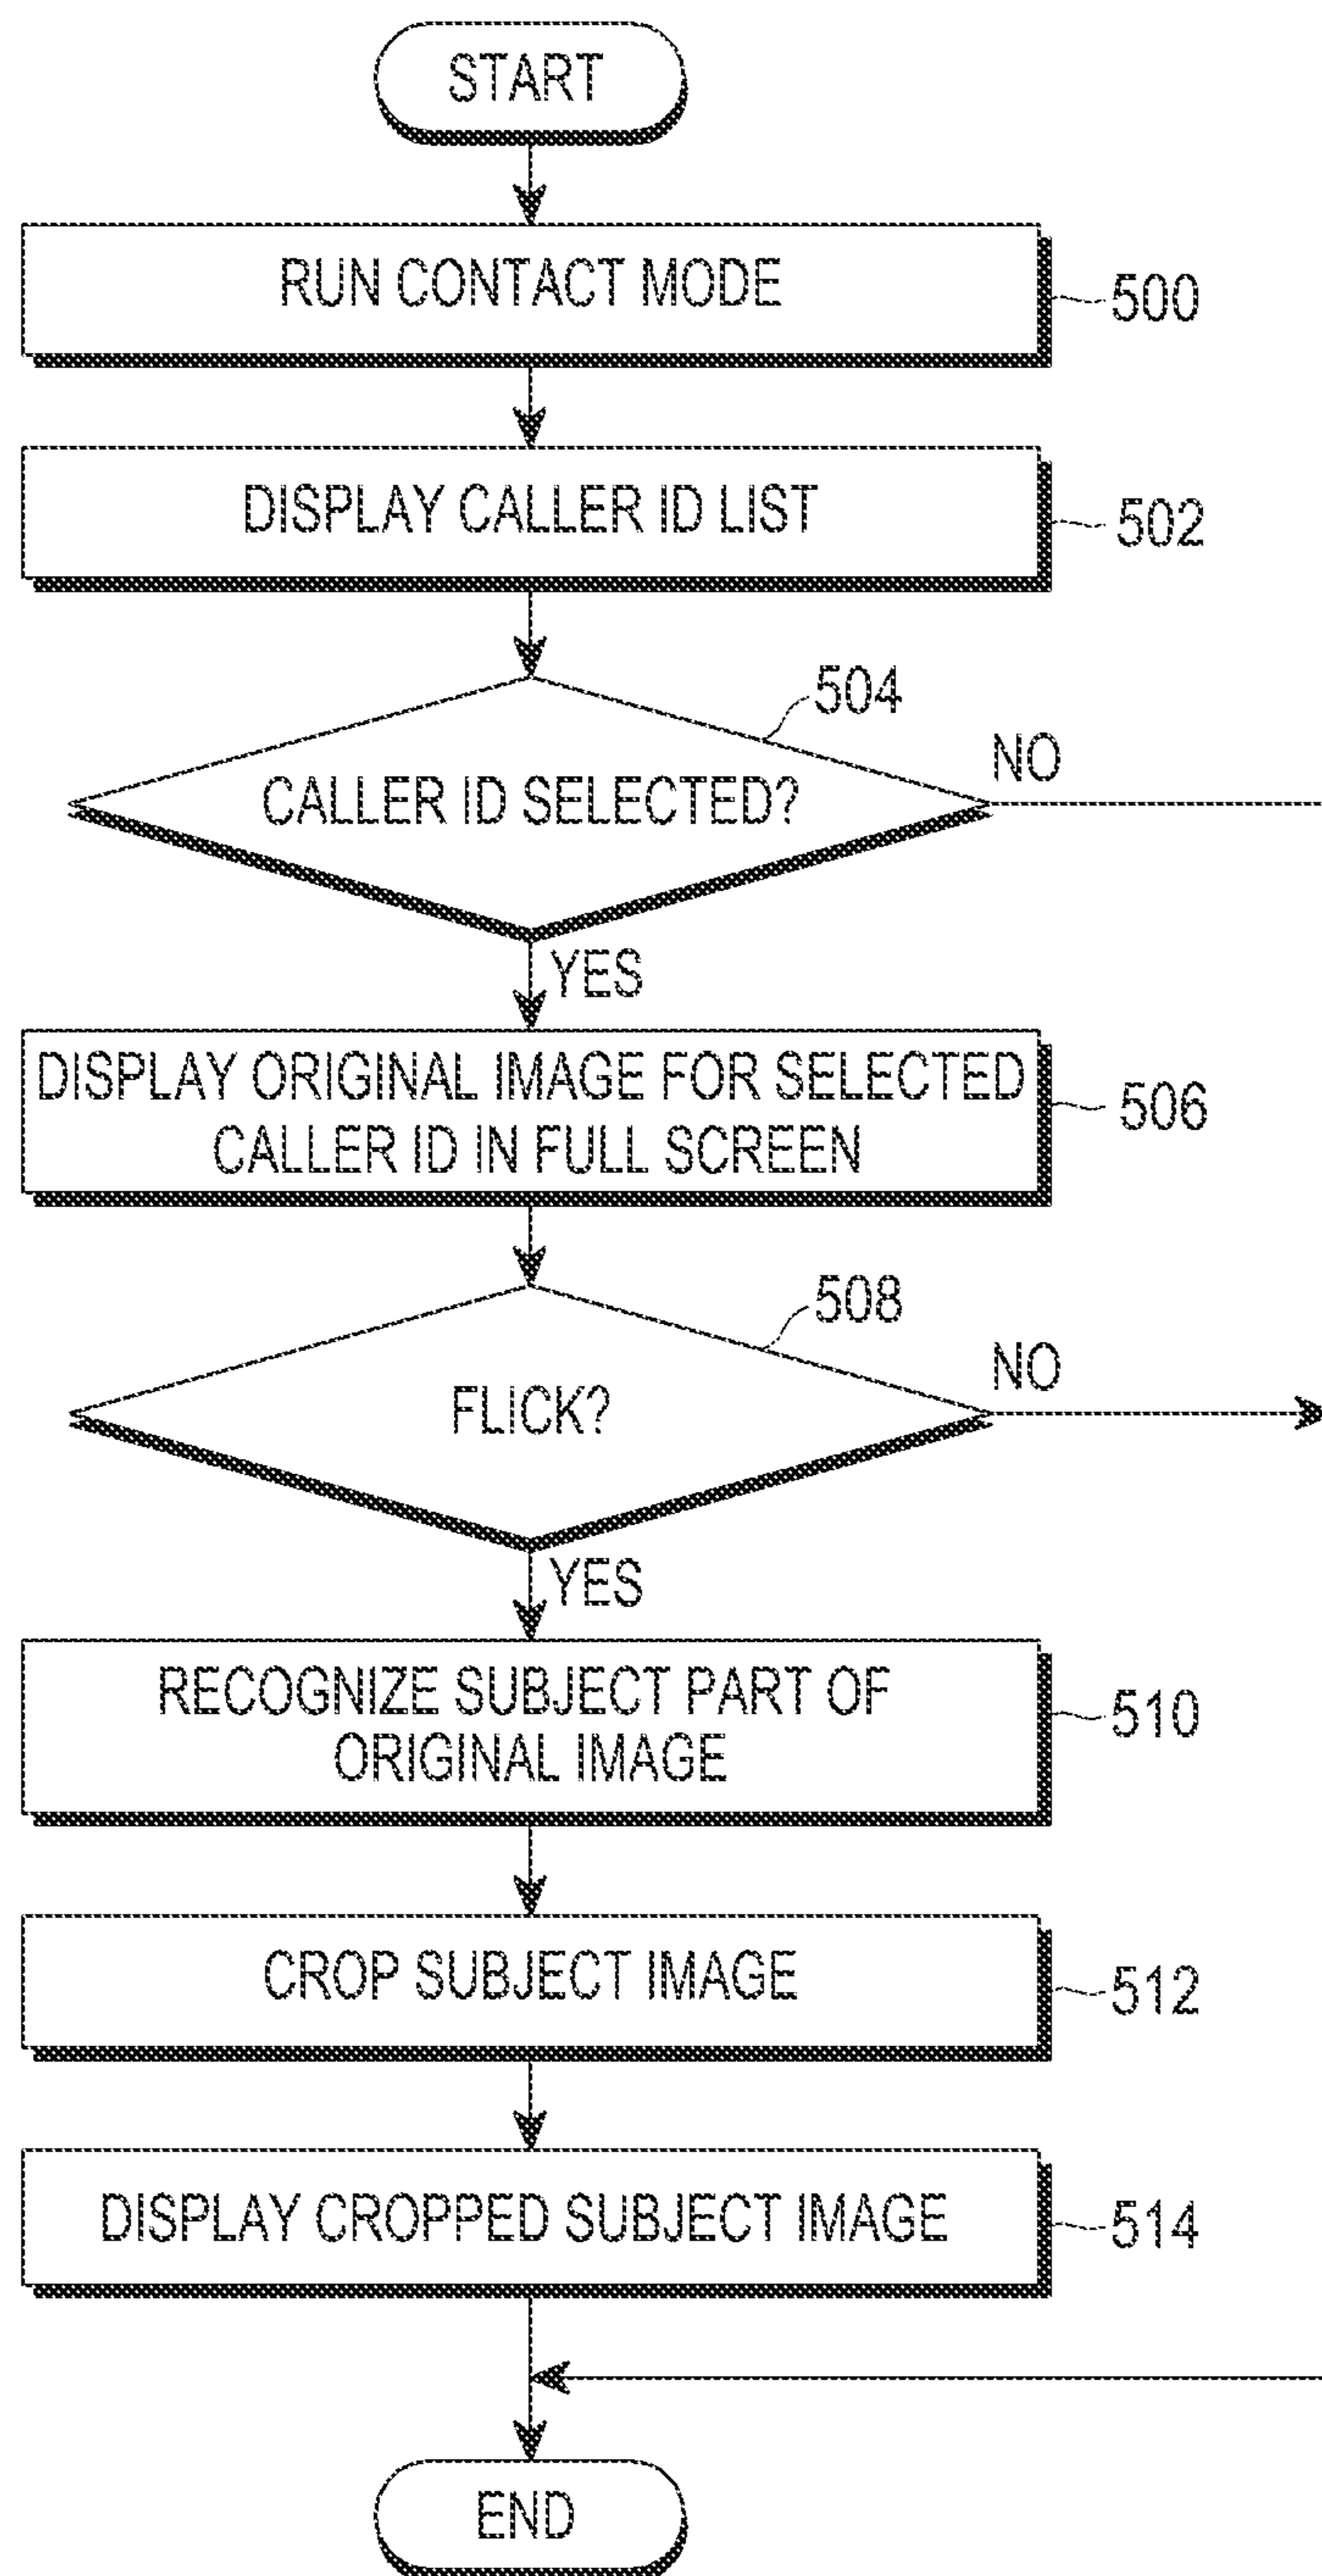 START
RUN CONTACT MODE
500
DISPLAY CALLER ID LIST
502
504
CALLER ID SELECTED?
NO
YES
DISPLAY ORIGINAL IMAGE FOR SELECTED
CALLER ID IN FULL SCREEN
506
508
FLICK?
NO
YES
RECOGNIZE SUBJECT PART OF
ORIGINAL IMAGE
510
CROP SUBJECT IMAGE
512
DISPLAY CROPPED SUBJECT IMAGE
514
END